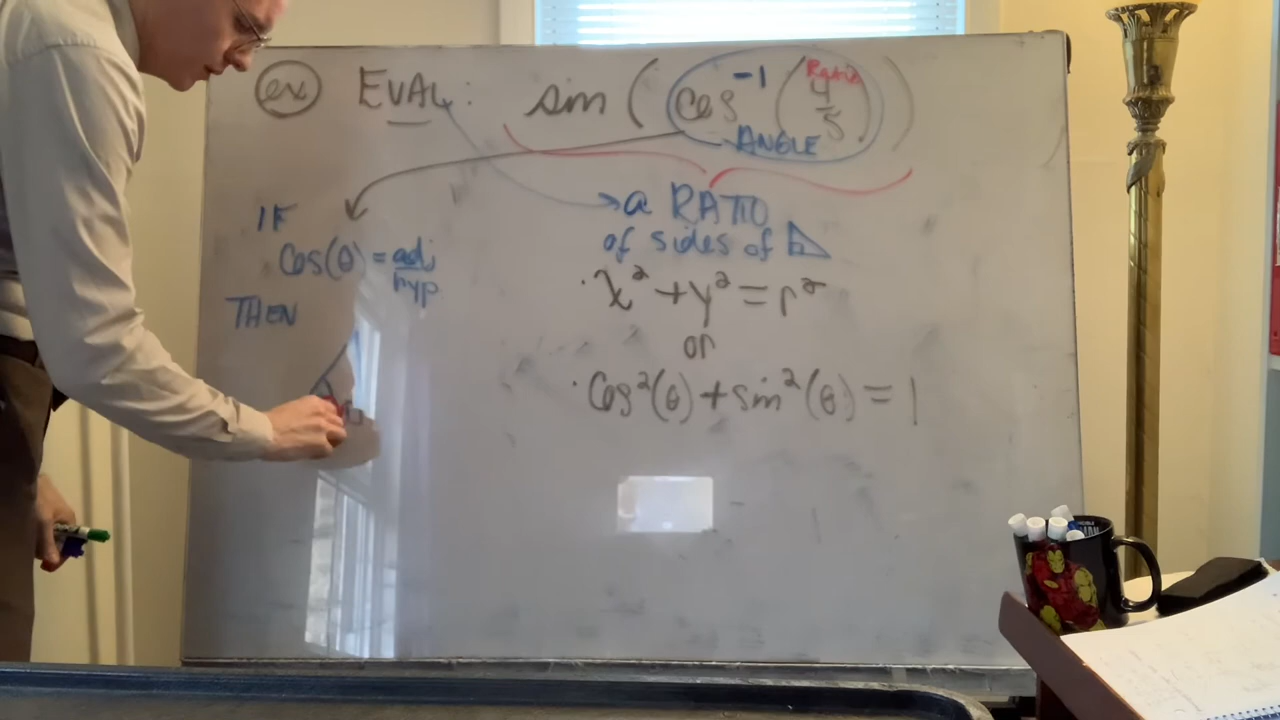 ex EVAL: sin(cos⁻¹(4/5))
Ratio
ANGLE
a RATIO
of sides of
IF
Cos(θ) = adj/hyp
THEN
· x² + y² = r²
or
· Cos²(θ) + sin²(θ) = 1